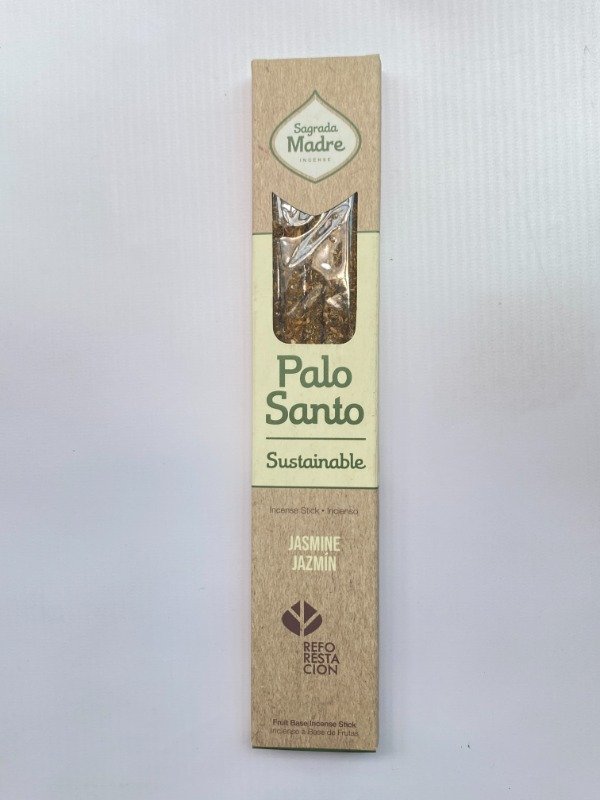 Sagrada
Madre
INCENSE
Palo
Santo
Sustainable
Incense Stick • Incienso
JASMINE
JAZMÍN
REFO
RESTA
CIÓN
Fruit Base Incense Stick
Incienso a Base de Frutas